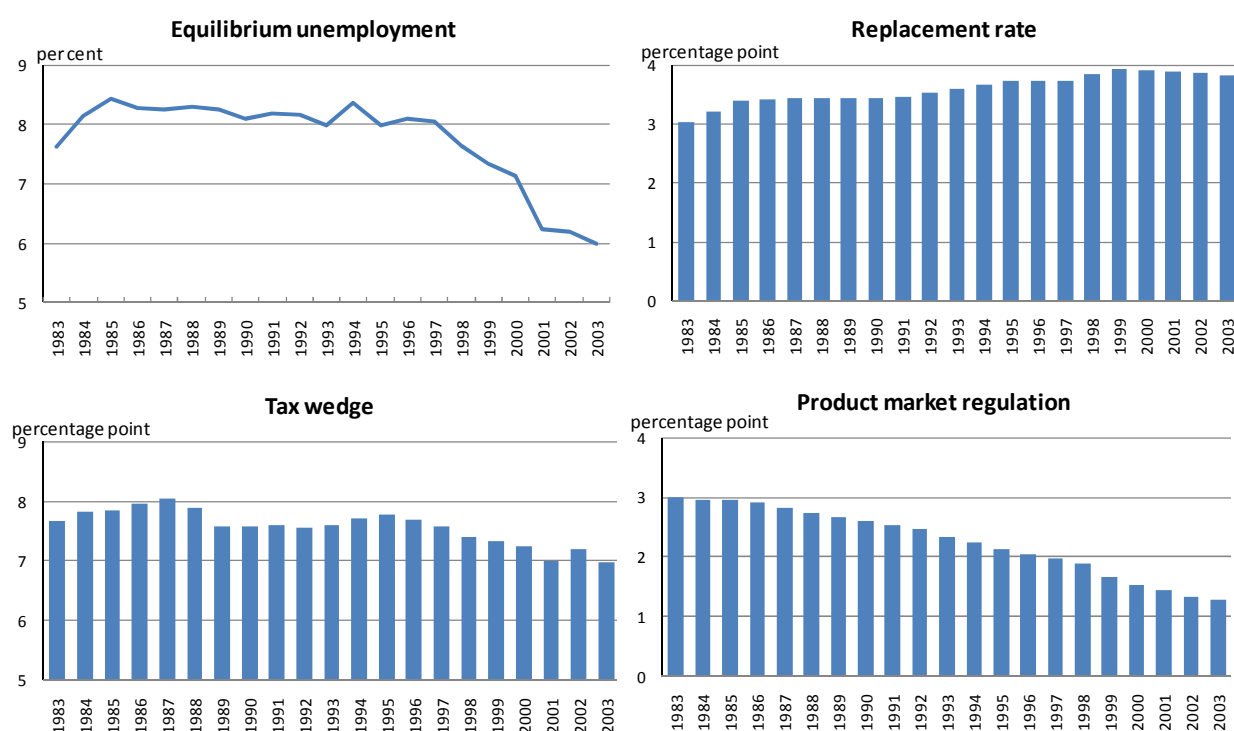 Equilibrium unemployment
per cent
9
8
7
6
5
1983 1984 1985 1986 1987 1988 1989 1990 1991 1992 1993 1994 1995 1996 1997 1998 1999 2000 2001 2002 2003
Replacement rate
percentage point
4
3
2
1
0
1983 1984 1985 1986 1987 1988 1989 1990 1991 1992 1993 1994 1995 1996 1997 1998 1999 2000 2001 2002 2003
Tax wedge
percentage point
9
8
7
6
5
1983 1984 1985 1986 1987 1988 1989 1990 1991 1992 1993 1994 1995 1996 1997 1998 1999 2000 2001 2002 2003
Product market regulation
percentage point
4
3
2
1
0
1983 1984 1985 1986 1987 1988 1989 1990 1991 1992 1993 1994 1995 1996 1997 1998 1999 2000 2001 2002 2003